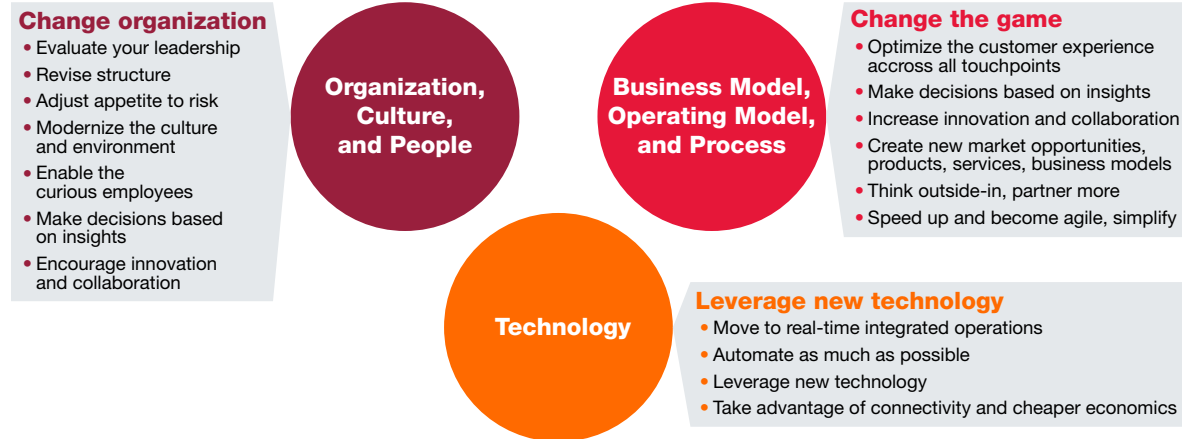 Change organization
• Evaluate your leadership
• Revise structure
• Adjust appetite to risk
• Modernize the culture
and environment
• Enable the
curious employees
• Make decisions based
on insights
• Encourage innovation
and collaboration
Organization,
Culture,
and People
Business Model,
Operating Model,
and Process
Change the game
• Optimize the customer experience
accross all touchpoints
• Make decisions based on insights
• Increase innovation and collaboration
• Create new market opportunities,
products, services, business models
• Think outside-in, partner more
• Speed up and become agile, simplify
Technology
Leverage new technology
• Move to real-time integrated operations
• Automate as much as possible
• Leverage new technology
• Take advantage of connectivity and cheaper economics